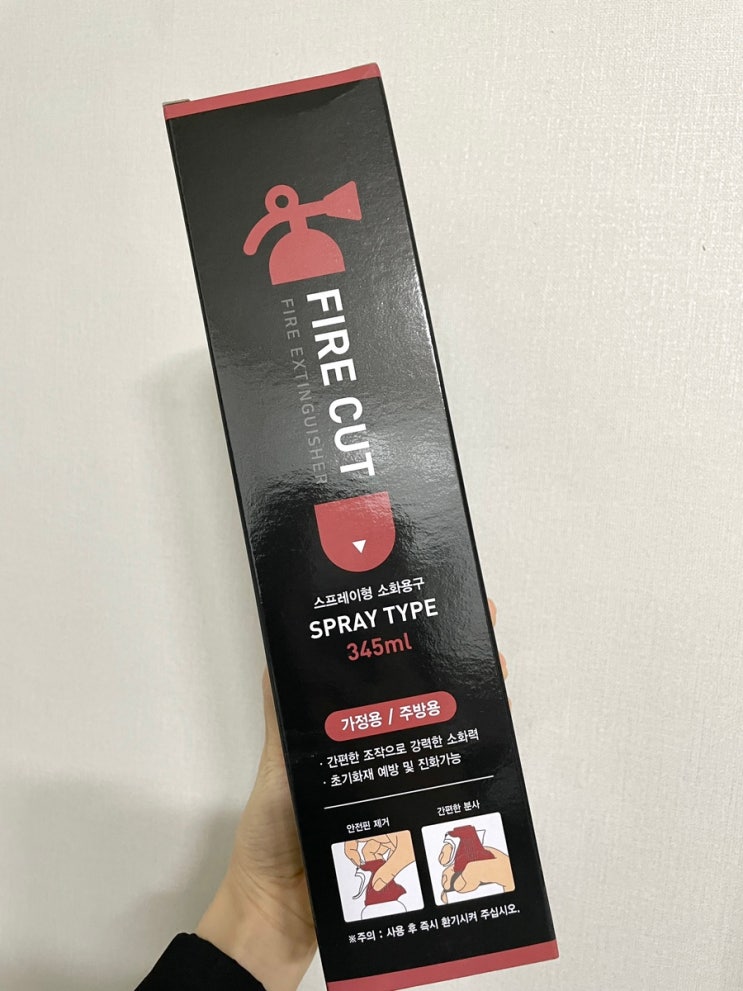 FIRE CUT
FIRE EXTINGUISHER
스프레이형 소화용구
SPRAY TYPE
345ml
가정용 / 주방용
· 간편한 조작으로 강력한 소화력
· 초기화재 예방 및 진화가능
안전핀 제거
간편한 분사
※주의 : 사용 후 즉시 환기시켜 주십시오.